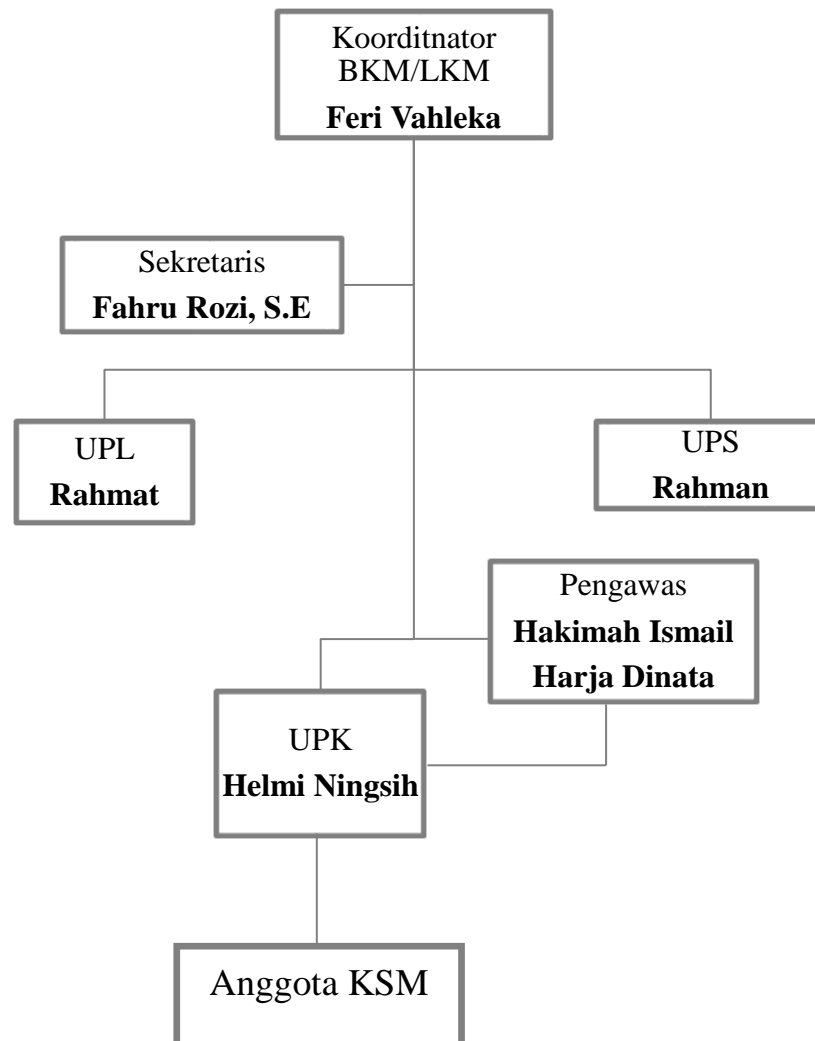 Koorditnator
BKM/LKM
Feri Vahleka
Sekretaris
Fahru Rozi, S.E
UPL
Rahmat
UPS
Rahman
Pengawas
Hakimah Ismail
Harja Dinata
UPK
Helmi Ningsih
Anggota KSM